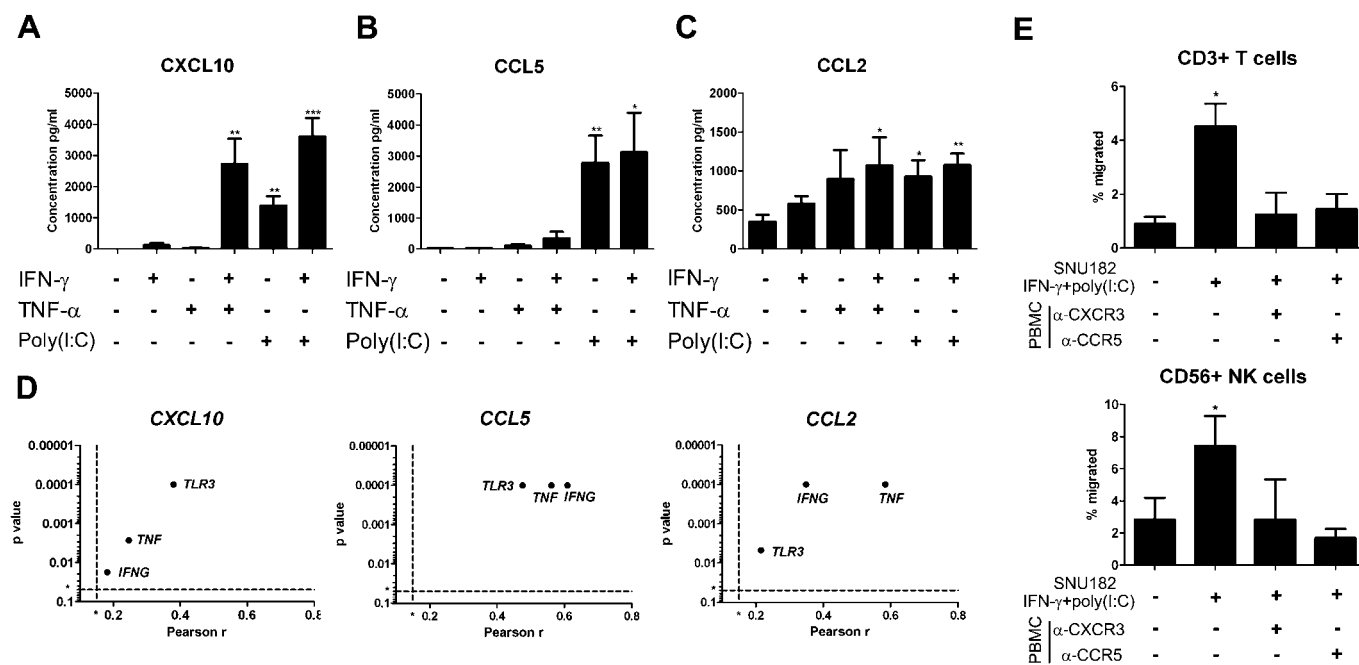 A
CXCL10
Concentration pg/ml
5000
4000
3000
2000
1000
0
**
**
***
IFN-γ - + - + - +
TNF-α - - + + - -
Poly(I:C) - - - - + +
B
CCL5
Concentration pg/ml
5000
4000
3000
2000
1000
0
**
*
IFN-γ - + - + - +
TNF-α - - + + - -
Poly(I:C) - - - - + +
C
CCL2
Concentration pg/ml
2000
1500
1000
500
0
*
*
**
IFN-γ - + - + - +
TNF-α - - + + - -
Poly(I:C) - - - - + +
D
CXCL10
p value
0.00001
0.0001
0.001
0.01
*
0.1
TLR3
TNF
IFNG
* 0.2 0.4 0.6 0.8
Pearson r
CCL5
p value
0.00001
0.0001
0.001
0.01
*
0.1
TLR3
TNF
IFNG
* 0.2 0.4 0.6 0.8
Pearson r
CCL2
p value
0.00001
0.0001
0.001
0.01
*
0.1
IFNG
TNF
TLR3
* 0.2 0.4 0.6 0.8
Pearson r
E
CD3+ T cells
% migrated
6
4
2
0
*
SNU182
IFN-γ+poly(I:C) - + + +
PBMC
α-CXCR3 - - + -
α-CCR5 - - - +
CD56+ NK cells
% migrated
10
8
6
4
2
0
*
SNU182
IFN-γ+poly(I:C) - + + +
PBMC
α-CXCR3 - - + -
α-CCR5 - - - +